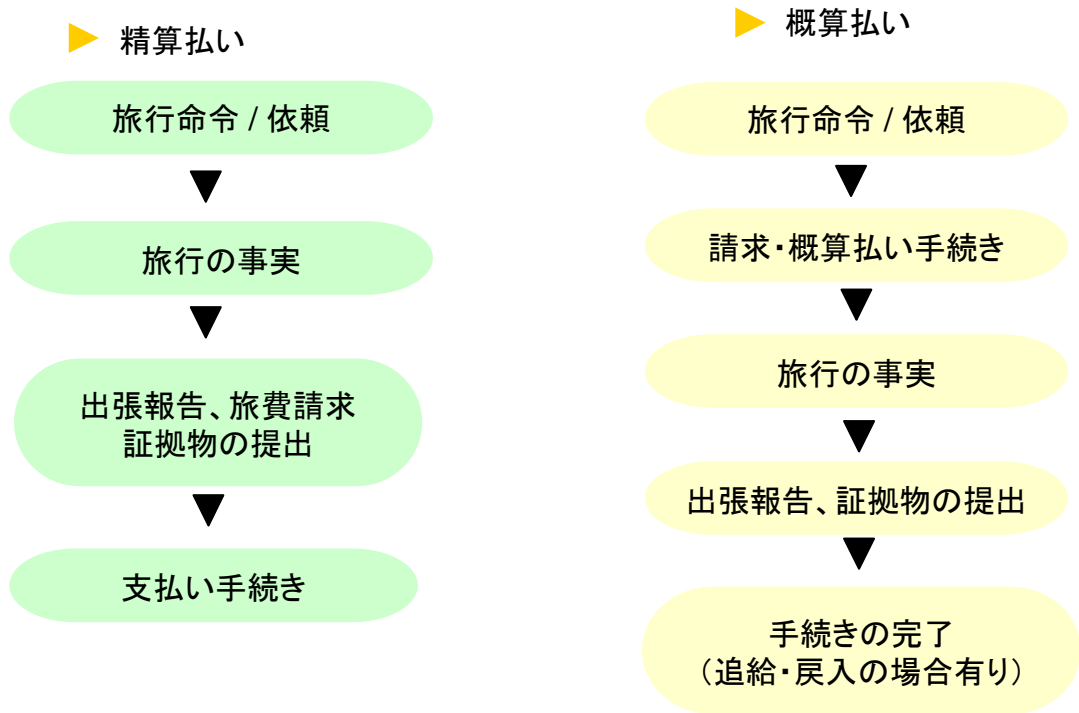 精算払い
旅行命令 / 依頼
旅行の事実
出張報告、旅費請求
証拠物の提出
支払い手続き
概算払い
旅行命令 / 依頼
請求・概算払い手続き
旅行の事実
出張報告、証拠物の提出
手続きの完了
（追給・戻入の場合有り）